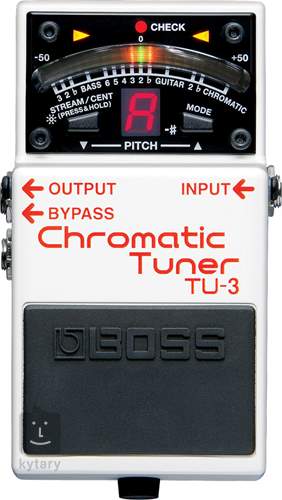 CHECK
-50 0 +50
3 2♭ BASS 6 5 4 3 2♭ GUITAR 2♭ CHROMATIC
STREAM/CENT
(PRESS&HOLD)
A
-#
MODE
PITCH
OUTPUT
INPUT
BYPASS
Chromatic
Tuner
TU-3
BOSS
L
kytary